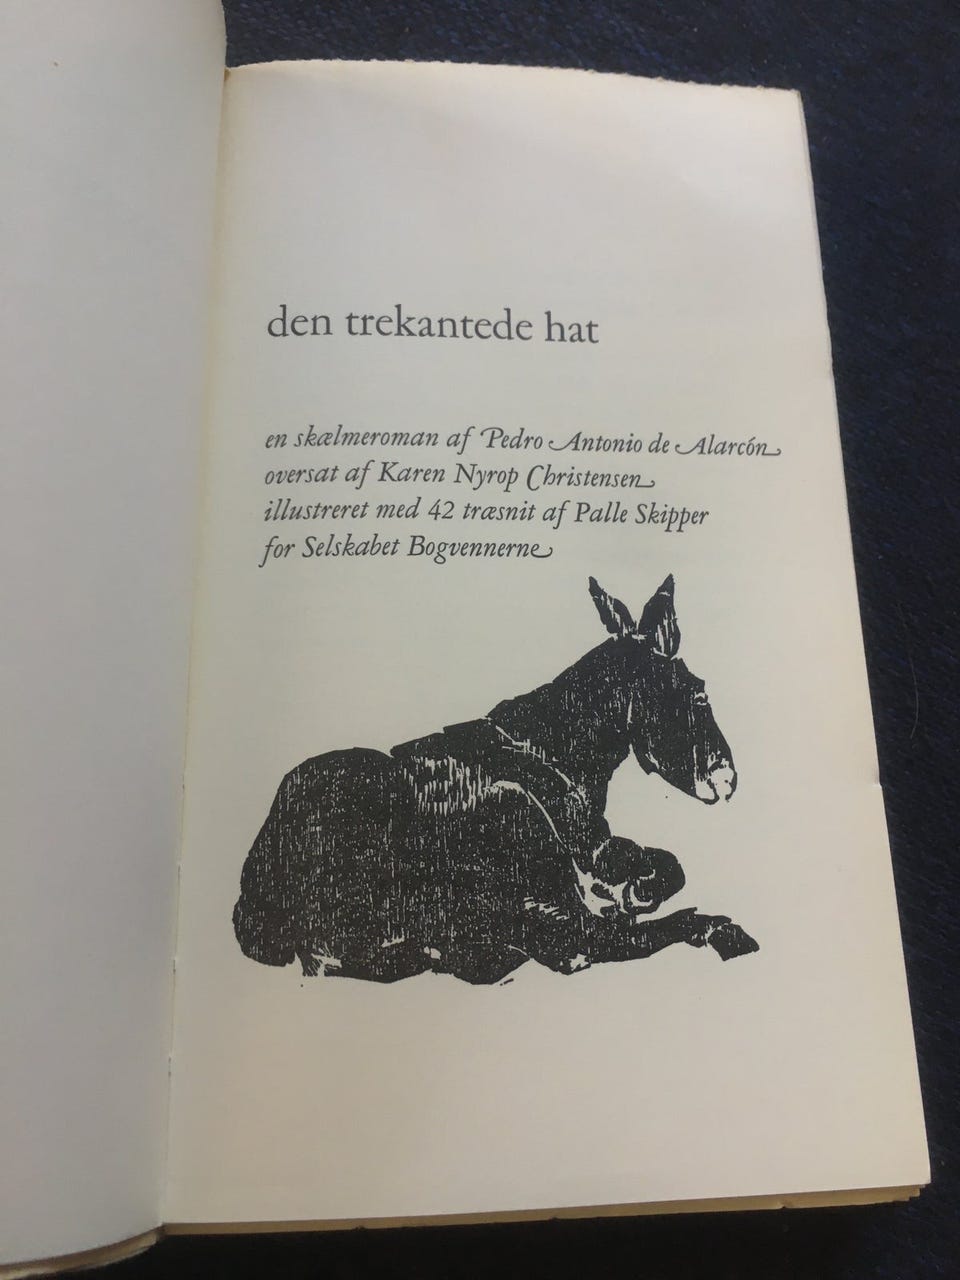 den trekantede hat
en skælmeroman af Pedro Antonio de Alarcón
oversat af Karen Nyrop Christensen
illustreret med 42 træsnit af Palle Skipper
for Selskabet Bogvennerne